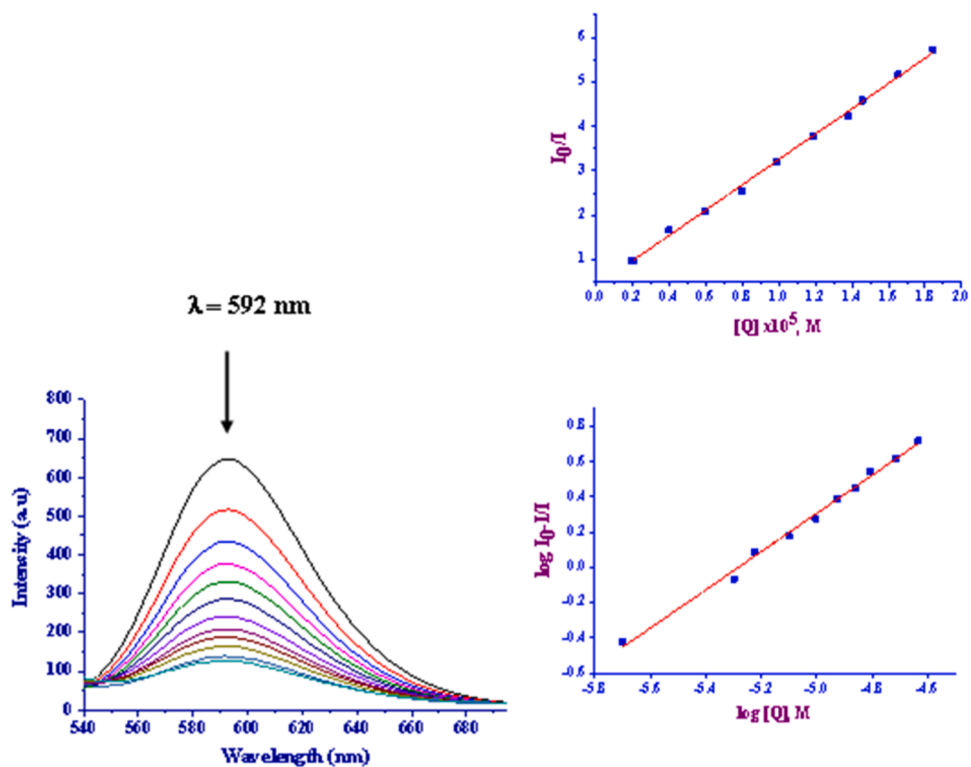 6
5
4
3
2
1
I0/I
0.0 0.2 0.4 0.6 0.8 1.0 1.2 1.4 1.6 1.8 2.0
[Q] x10^5, M
λ = 592 nm
800
700
600
500
400
300
200
100
0
Intensity (a.u)
540 560 580 600 620 640 660 680
Wavelength (nm)
0.8
0.6
0.4
0.2
0.0
-0.2
-0.4
-0.6
log I0-I/I
-5.8 -5.6 -5.4 -5.2 -5.0 -4.8 -4.6
log [Q], M